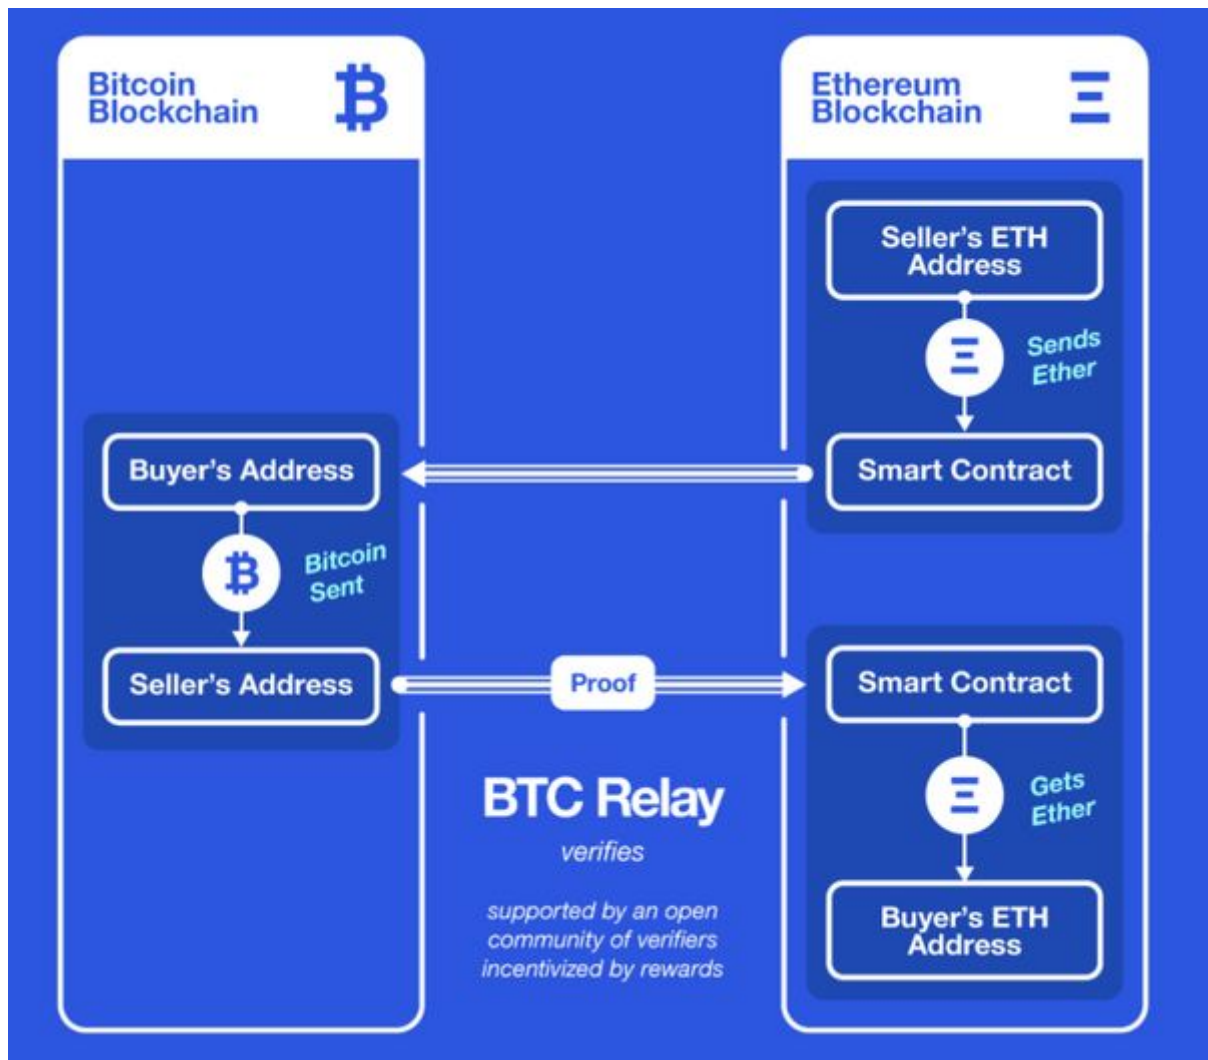 Bitcoin
Blockchain
Ethereum
Blockchain
Seller's ETH
Address
Sends
Ether
Buyer's Address
Smart Contract
Bitcoin
Sent
Seller's Address
Proof
Smart Contract
BTC Relay
verifies
supported by an open
community of verifiers
incentivized by rewards
Gets
Ether
Buyer's ETH
Address